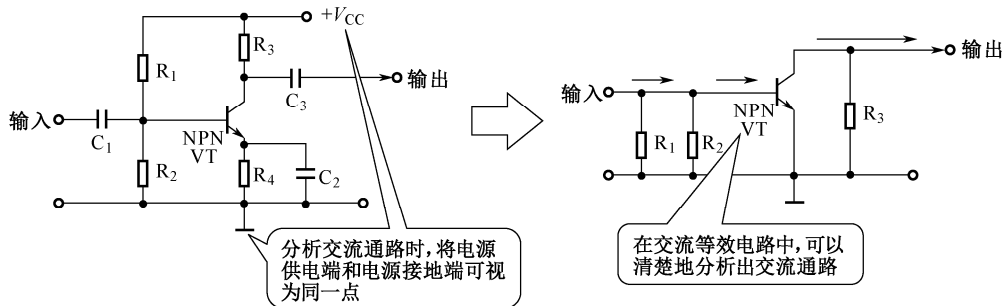 +V_CC
R₃
R₁
C₃
输出
输入
C₁
NPN
VT
R₂
R₄
C₂
分析交流通路时，将电源
供电端和电源接地端可视
为同一点
输出
输入
NPN
VT
R₁
R₂
R₃
在交流等效电路中，可以
清楚地分析出交流通路